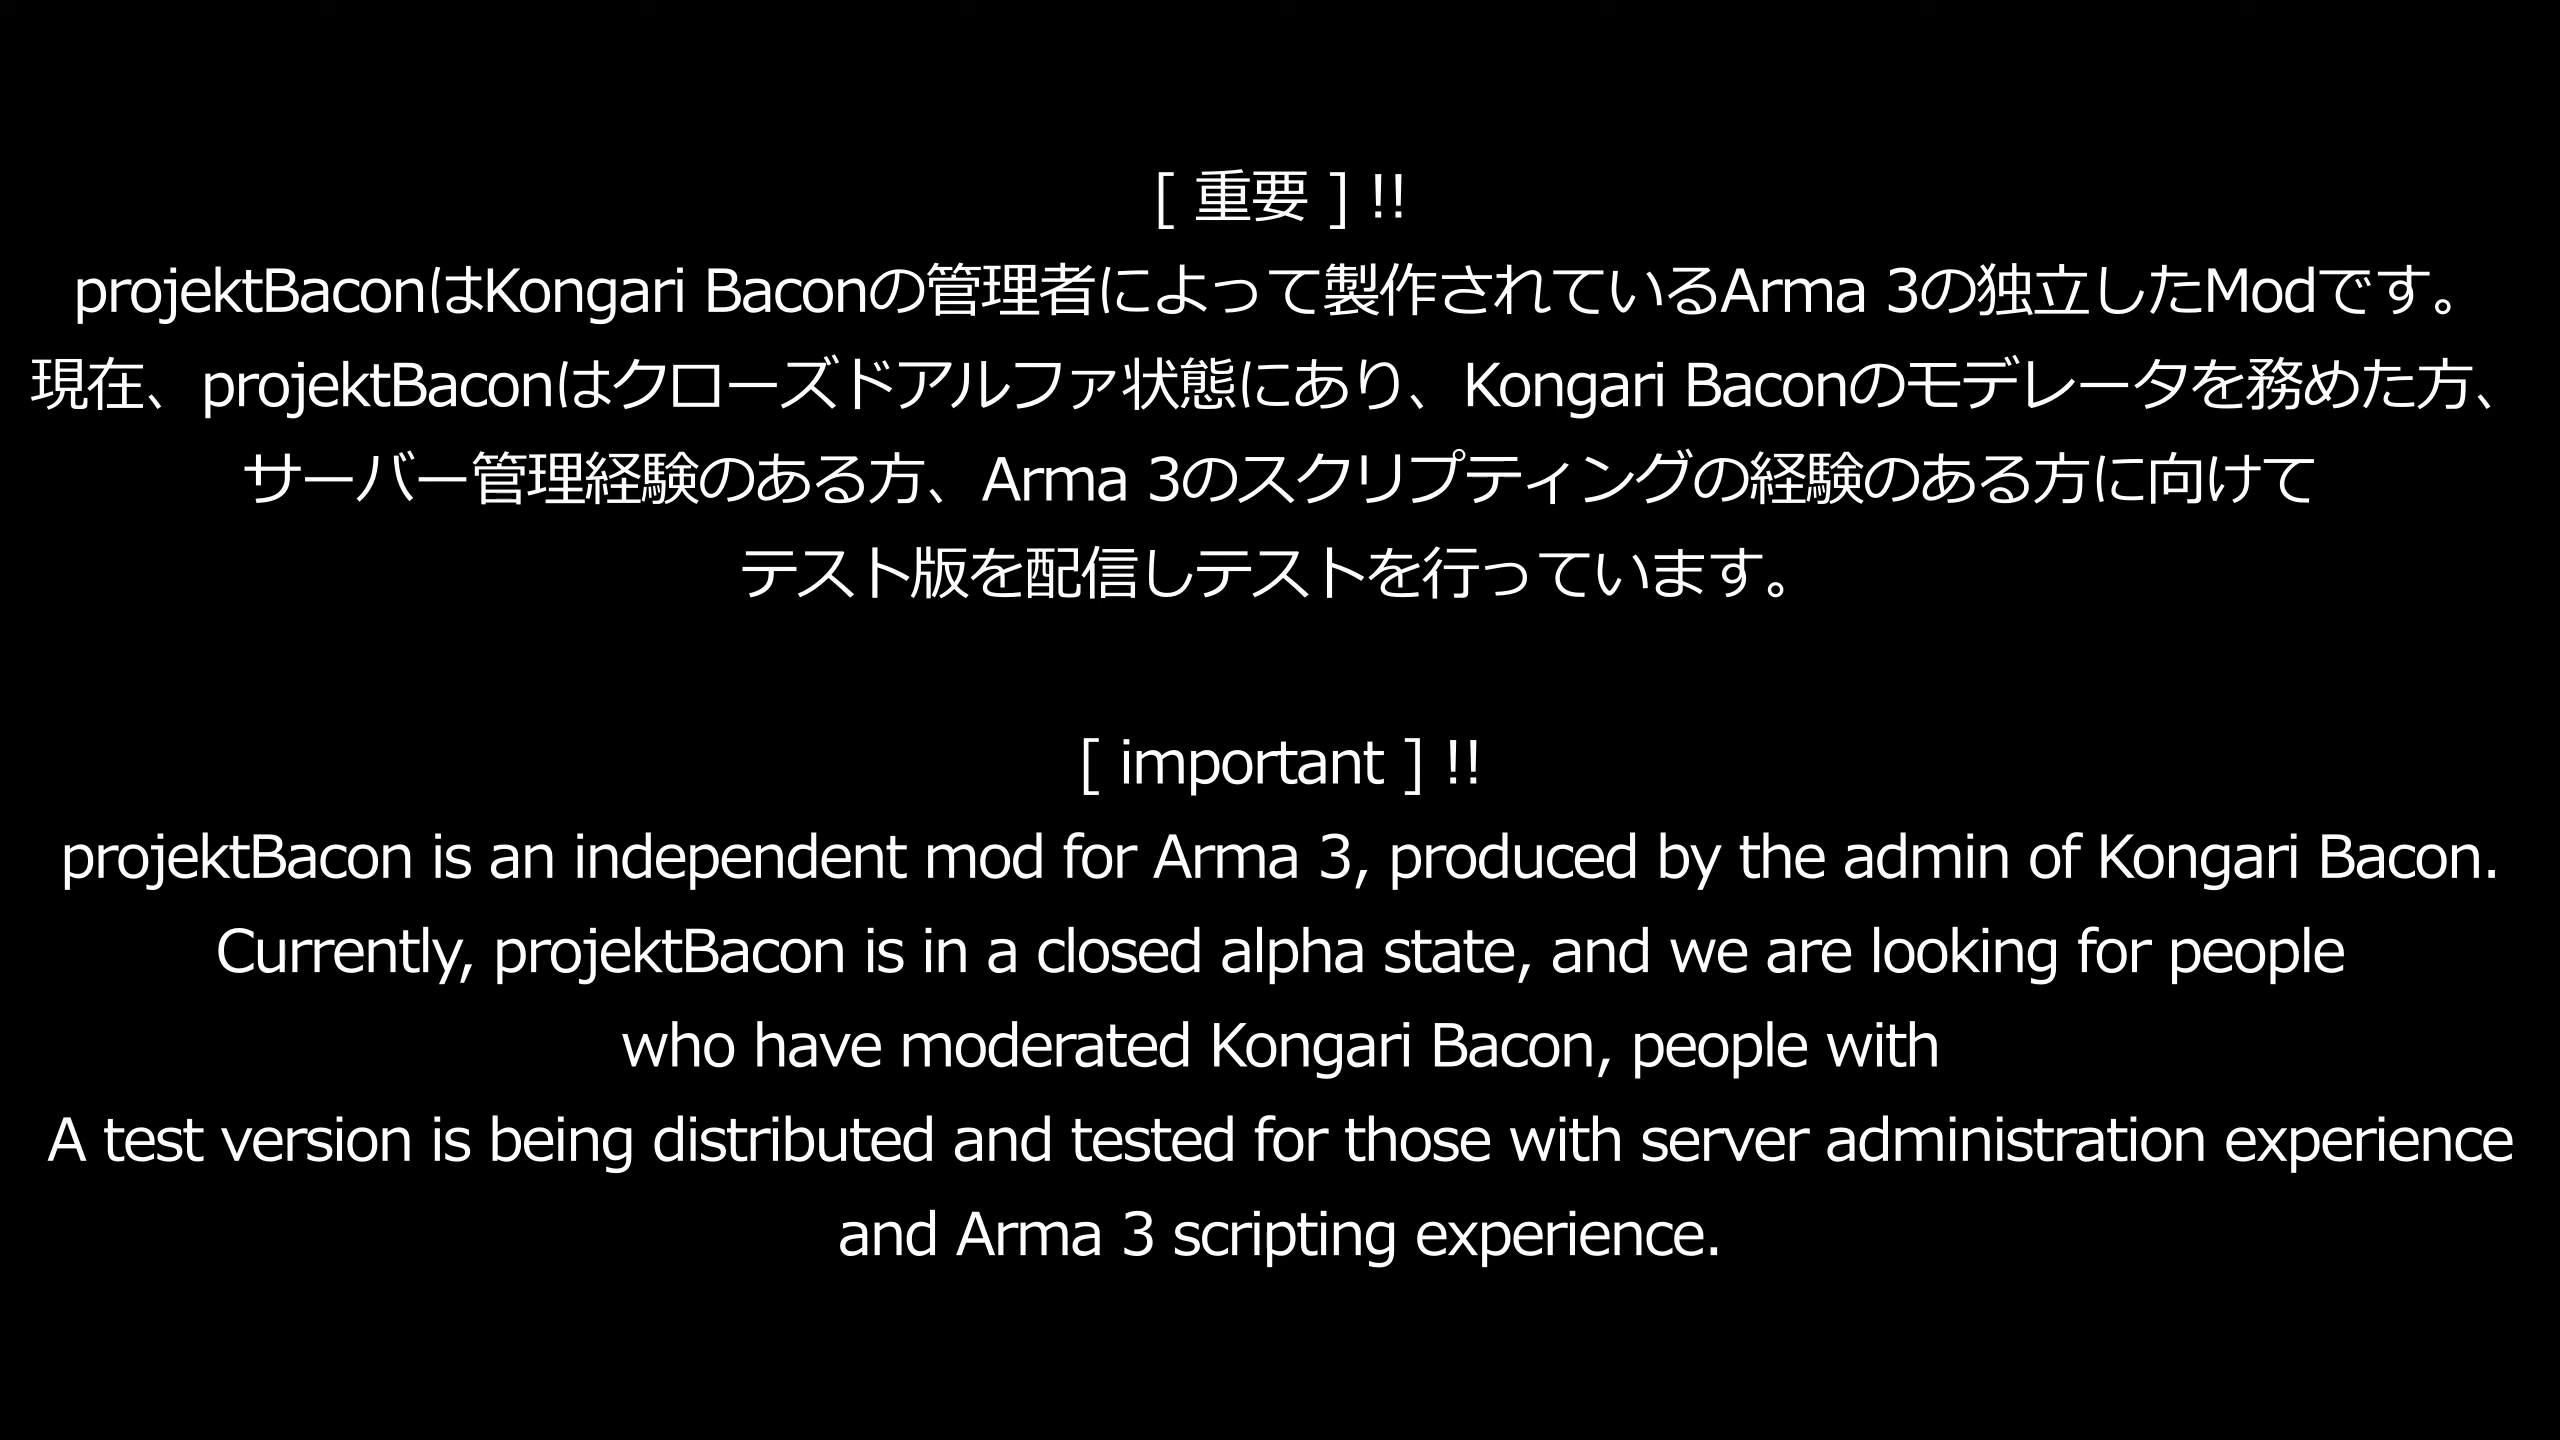 [ 重要 ] !!
projektBaconはKongari Baconの管理者によって製作されているArma 3の独立したModです。
現在、projektBaconはクローズドアルファ状態にあり、Kongari Baconのモデレータを務めた方、
サーバー管理経験のある方、Arma 3のスクリプティングの経験のある方に向けて
テスト版を配信しテストを行っています。
[ important ] !!
projektBacon is an independent mod for Arma 3, produced by the admin of Kongari Bacon.
Currently, projektBacon is in a closed alpha state, and we are looking for people
who have moderated Kongari Bacon, people with
A test version is being distributed and tested for those with server administration experience
and Arma 3 scripting experience.